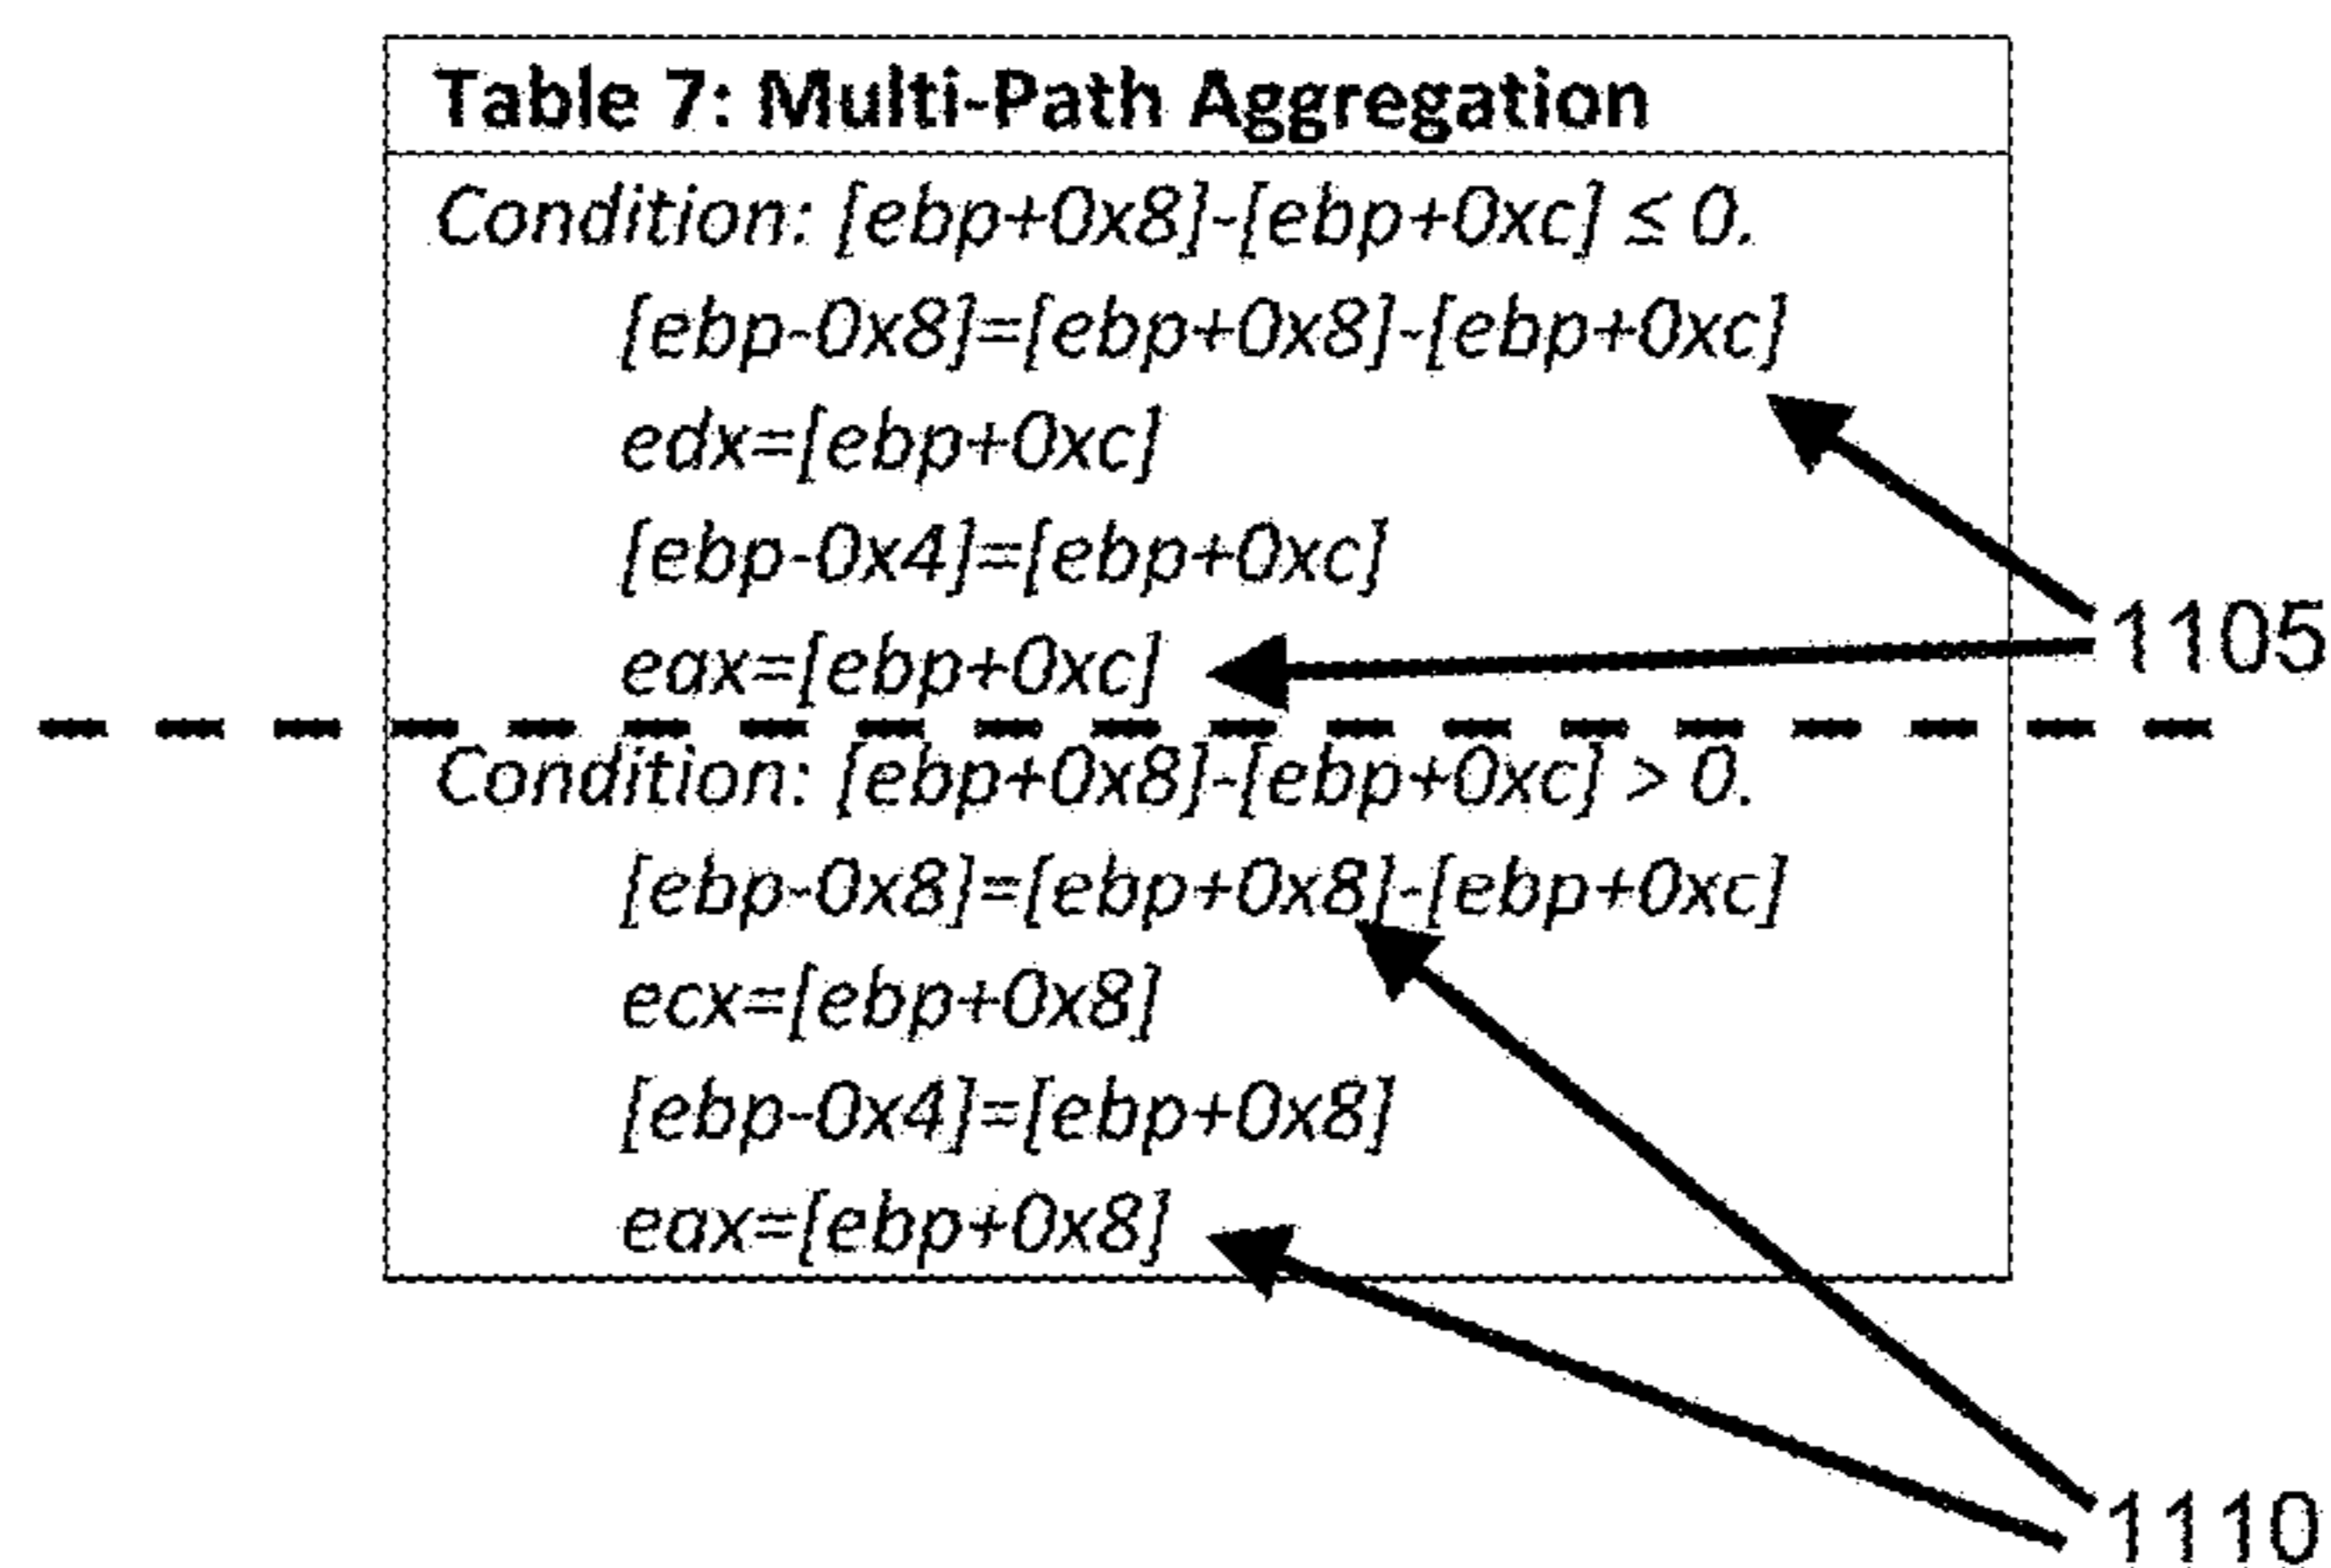 Table 7: Multi-Path Aggregation
Condition: [ebp+0x8]-[ebp+0xc] ≤ 0.
[ebp-0x8]=[ebp+0x8]-[ebp+0xc]
edx=[ebp+0xc]
[ebp-0x4]=[ebp+0xc]
eax=[ebp+0xc]
1105
Condition: [ebp+0x8]-[ebp+0xc] > 0.
[ebp-0x8]=[ebp+0x8]-[ebp+0xc]
ecx=[ebp+0x8]
[ebp-0x4]=[ebp+0x8]
eax=[ebp+0x8]
1110